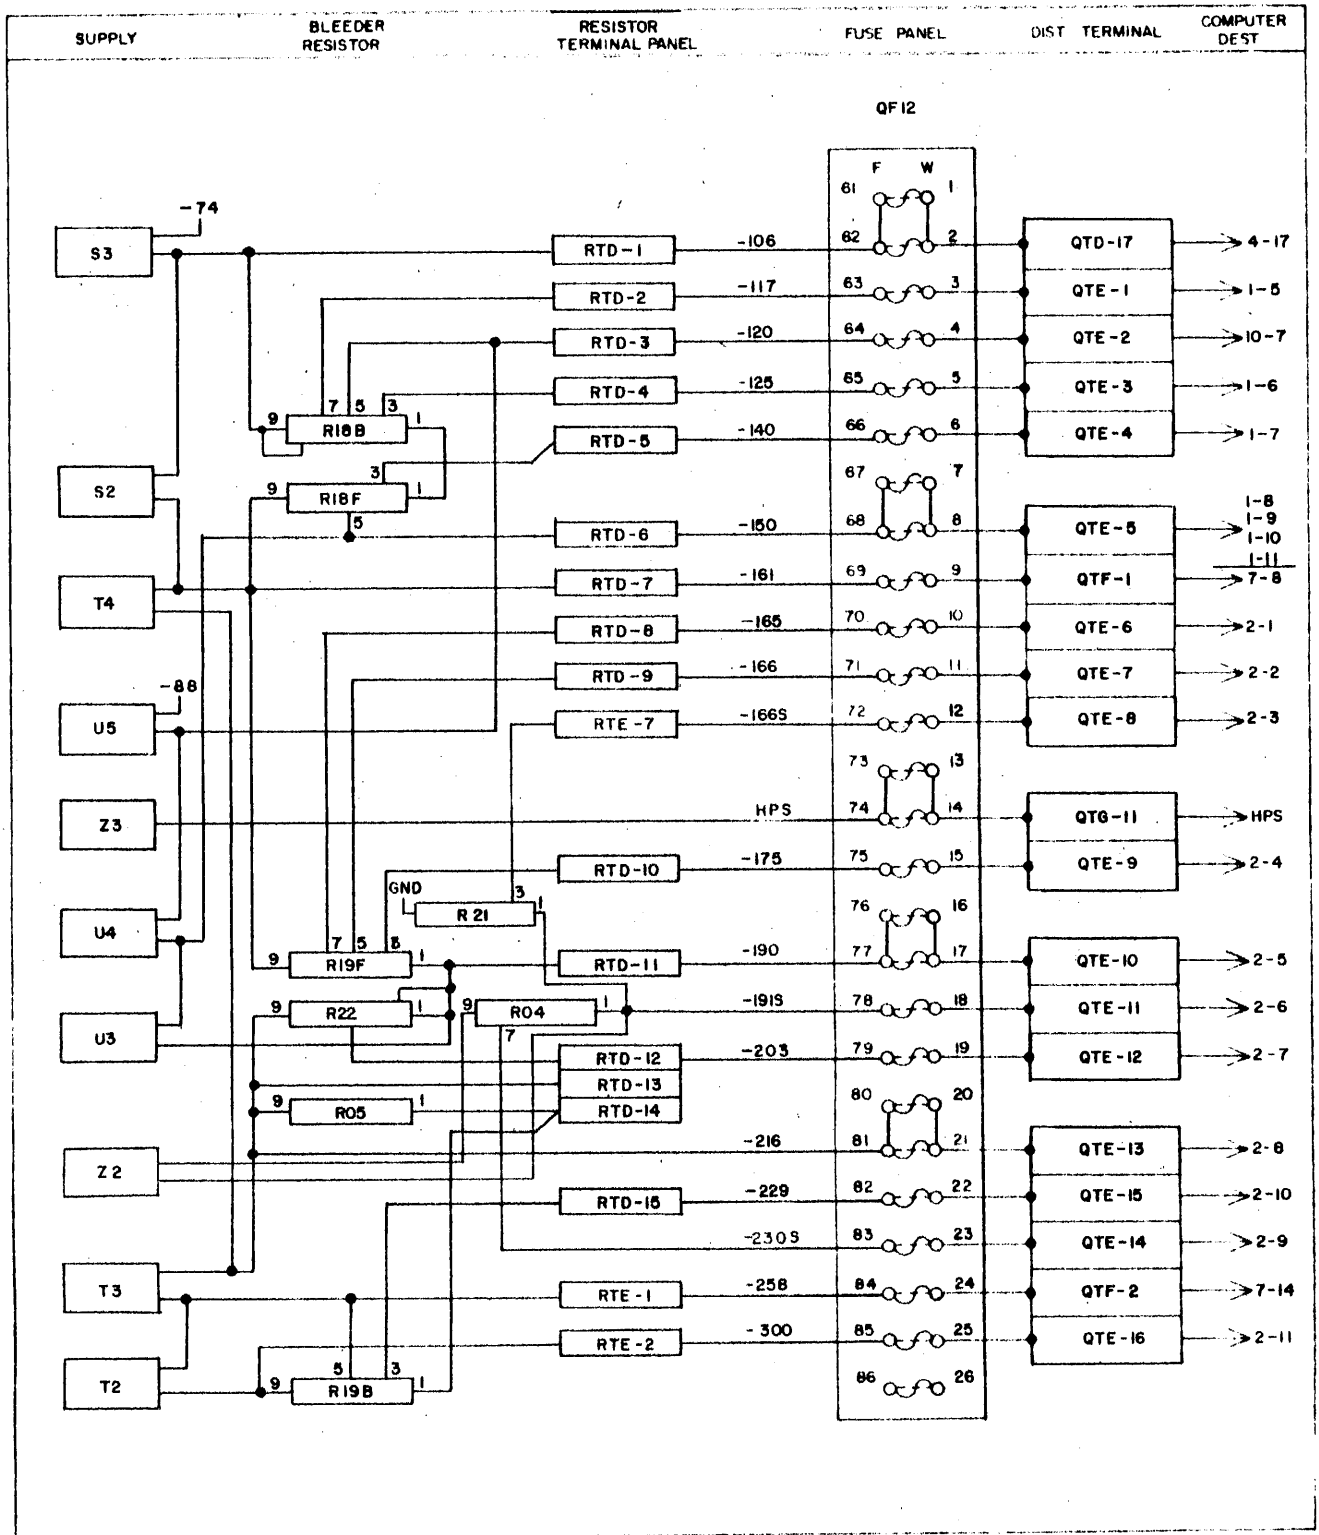 SUPPLY
BLEEDER
RESISTOR
RESISTOR
TERMINAL PANEL
FUSE PANEL
DIST TERMINAL
COMPUTER
DEST
QF12
F W
61 1
-74
S3
RTD-1 -106 62 2 QTD-17 4-17
RTD-2 -117 63 3 QTE-1 1-5
RTD-3 -120 64 4 QTE-2 10-7
RTD-4 -125 65 5 QTE-3 1-6
7 5 3
9 R18B 1
RTD-5 -140 66 6 QTE-4 1-7
67 7
S2
3
9 R18F 1
5
1-8
1-9
1-10
1-11
RTD-6 -150 68 8 QTE-5
RTD-7 -161 69 9 QTF-1 7-8
T4
RTD-8 -165 70 10 QTE-6 2-1
RTD-9 -166 71 11 QTE-7 2-2
-88
U5
RTE-7 -166S 72 12 QTE-8 2-3
73 13
Z3 HPS 74 14 QTG-11 HPS
RTD-10 -175 75 15 QTE-9 2-4
GND
3
R 21 1
76 16
U4
7 5 3
9 R19F 1
RTD-11 -190 77 17 QTE-10 2-5
9 R22 1
9 R04 1
7
-191S 78 18 QTE-11 2-6
U3
RTD-12 -203 79 19 QTE-12 2-7
RTD-13
9 R05 1
RTD-14
80 20
-216 81 21 QTE-13 2-8
Z2
RTD-15 -229 82 22 QTE-15 2-10
-230S 83 23 QTE-14 2-9
T3
RTE-1 -258 84 24 QTF-2 7-14
RTE-2 -300 85 25 QTE-16 2-11
T2
5 3
9 R19B 1
86 26